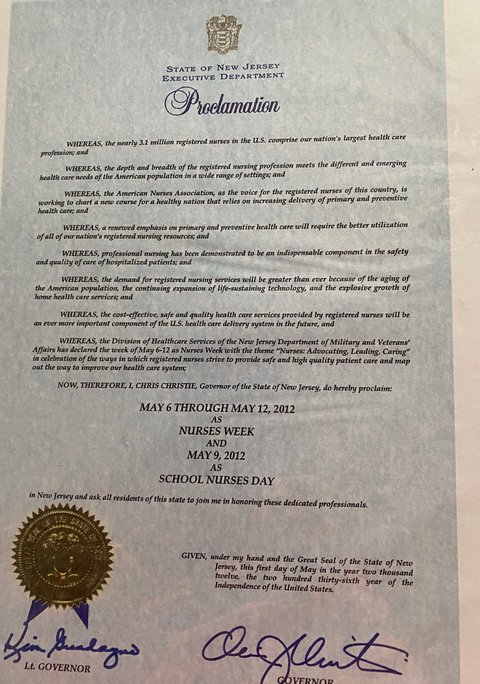 STATE OF NEW JERSEY
EXECUTIVE DEPARTMENT
Proclamation
WHEREAS, the nearly 3.1 million registered nurses in the U.S. comprise our nation's largest health care
profession; and
WHEREAS, the depth and breadth of the registered nursing profession meets the different and emerging
health care needs of the American population in a wide range of settings; and
WHEREAS, the American Nurses Association, as the voice for the registered nurses of this country, is
working to chart a new course for a healthy nation that relies on increasing delivery of primary and preventive
health care; and
WHEREAS, a renewed emphasis on primary and preventive health care will require the better utilization
of all of our nation's registered nursing resources; and
WHEREAS, professional nursing has been demonstrated to be an indispensable component in the safety
and quality of care of hospitalized patients; and
WHEREAS, the demand for registered nursing services will be greater than ever because of the aging of
the American population, the continuing expansion of life-sustaining technology, and the explosive growth of
home health care services; and
WHEREAS, the cost-effective, safe and quality health care services provided by registered nurses will be
an ever more important component of the U.S. health care delivery system in the future, and
WHEREAS, the Division of Healthcare Services of the New Jersey Department of Military and Veterans'
Affairs has declared the week of May 6-12 as Nurses Week with the theme "Nurses: Advocating, Leading, Caring"
in celebration of the ways in which registered nurses strive to provide safe and high quality patient care and map
out the way to improve our health care system;
NOW, THEREFORE, I, CHRIS CHRISTIE, Governor of the State of New Jersey, do hereby proclaim:
MAY 6 THROUGH MAY 12, 2012
AS
NURSES WEEK
AND
MAY 9, 2012
AS
SCHOOL NURSES DAY
in New Jersey and ask all residents of this state to join me in honoring these dedicated professionals.
GIVEN, under my hand and the Great Seal of the State of New
Jersey, this first day of May in the year two thousand
twelve, the two hundred thirty-sixth year of the
Independence of the United States.
Kim Guadagno
Lt. GOVERNOR
GOVERNOR